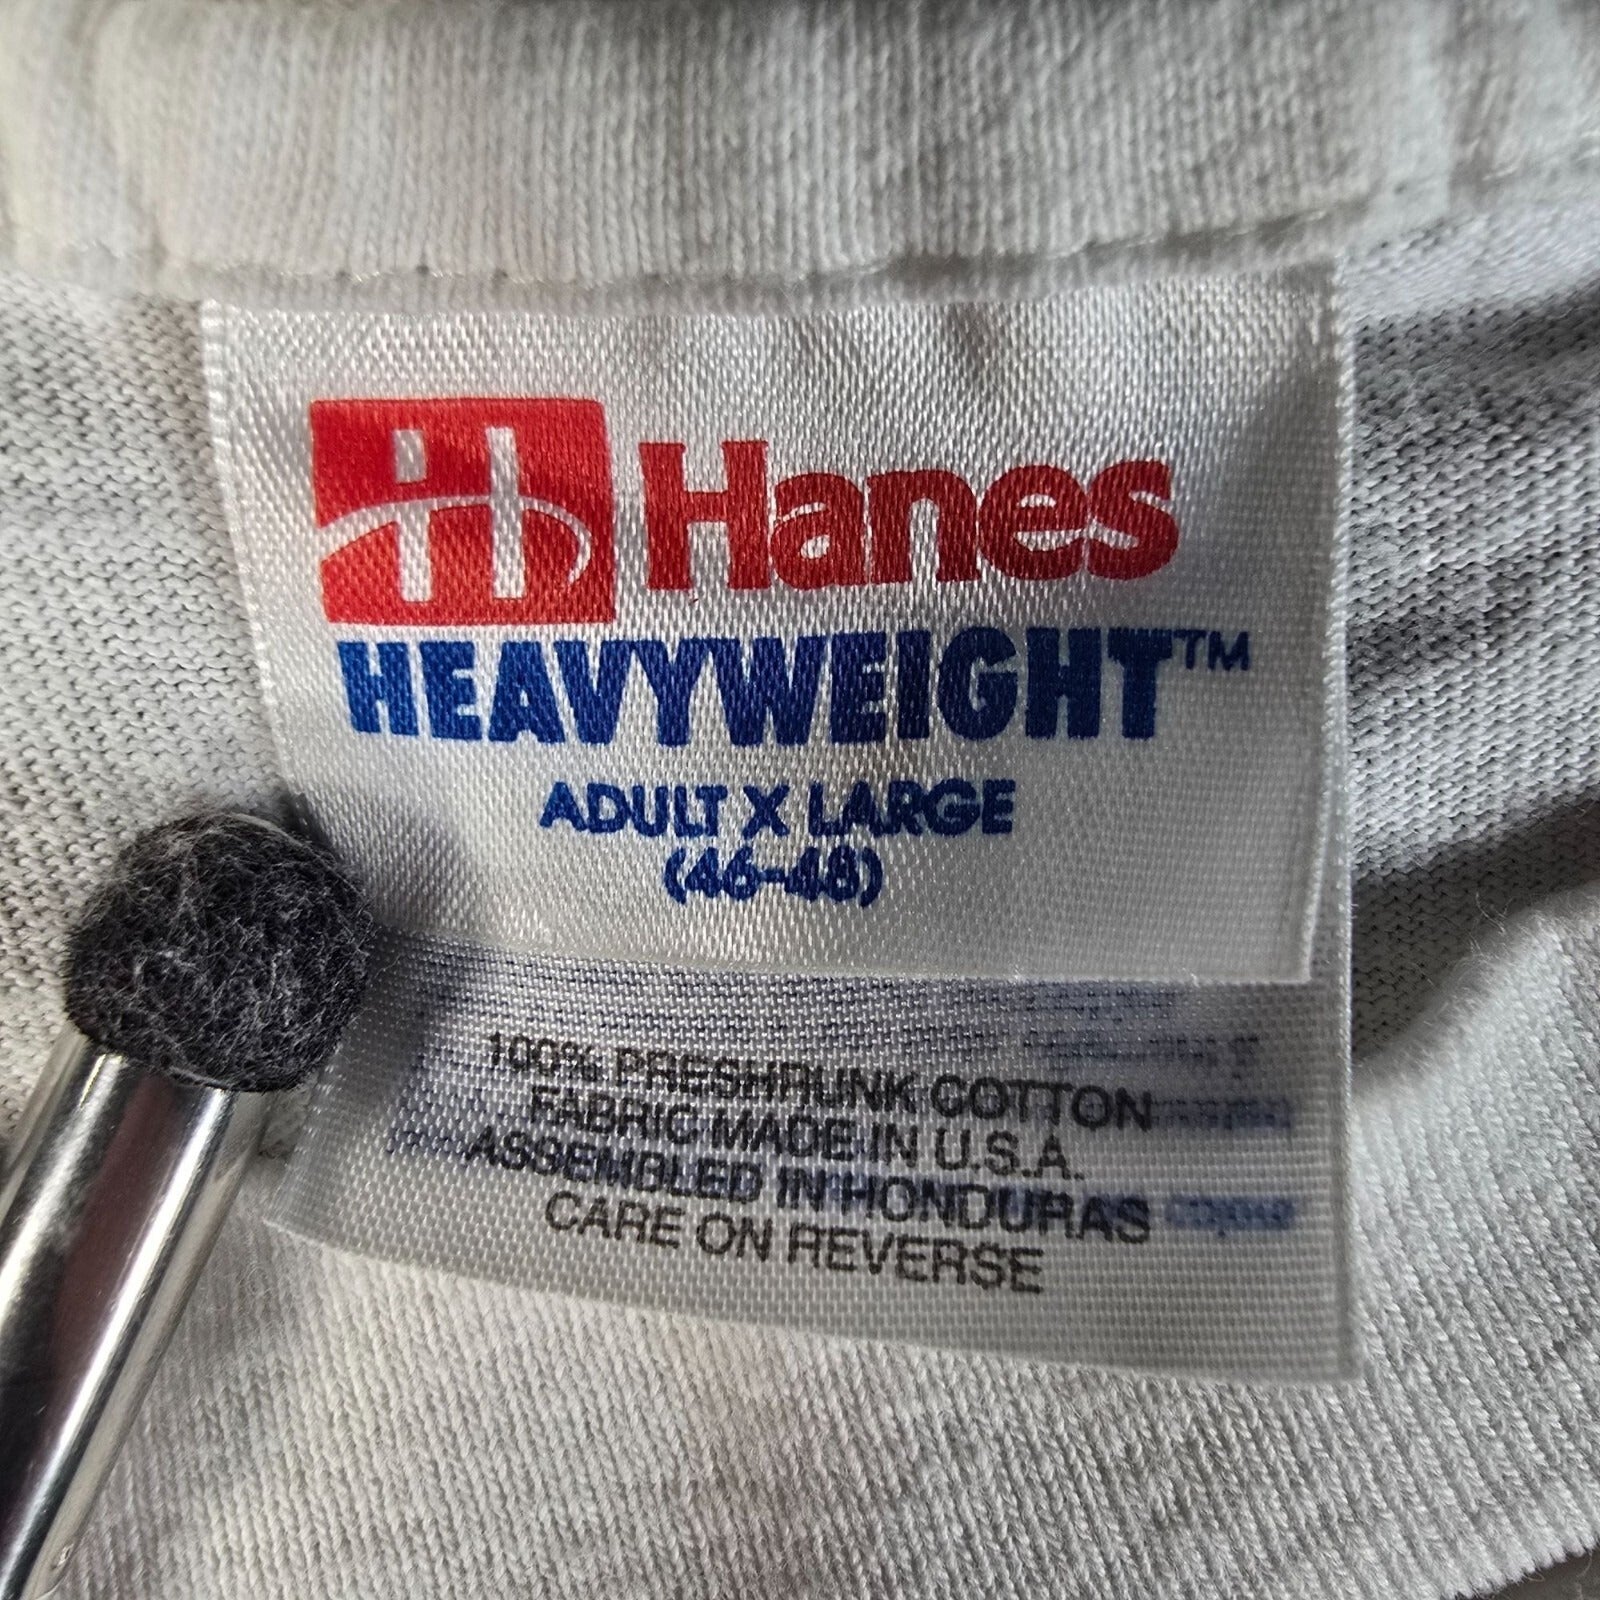 Hanes
HEAVYWEIGHT™
ADULT X LARGE
(46-48)
100% PRESHRUNK COTTON
FABRIC MADE IN U.S.A.
ASSEMBLED IN HONDURAS
CARE ON REVERSE